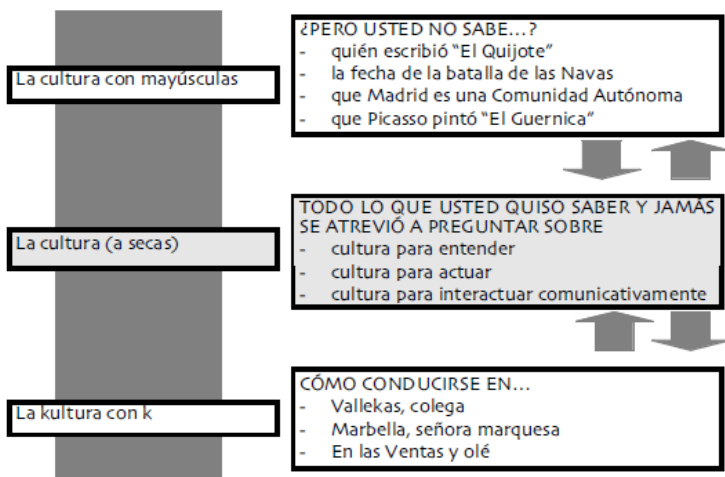 La cultura con mayúsculas
¿PERO USTED NO SABE...?
- quién escribió “El Quijote”
- la fecha de la batalla de las Navas
- que Madrid es una Comunidad Autónoma
- que Picasso pintó “El Guernica”
La cultura (a secas)
TODO LO QUE USTED QUISO SABER Y JAMÁS
SE ATREVIÓ A PREGUNTAR SOBRE
- cultura para entender
- cultura para actuar
- cultura para interactuar comunicativamente
La kultura con k
CÓMO CONDUCIRSE EN...
- Vallekas, colega
- Marbella, señora marquesa
- En las Ventas y olé